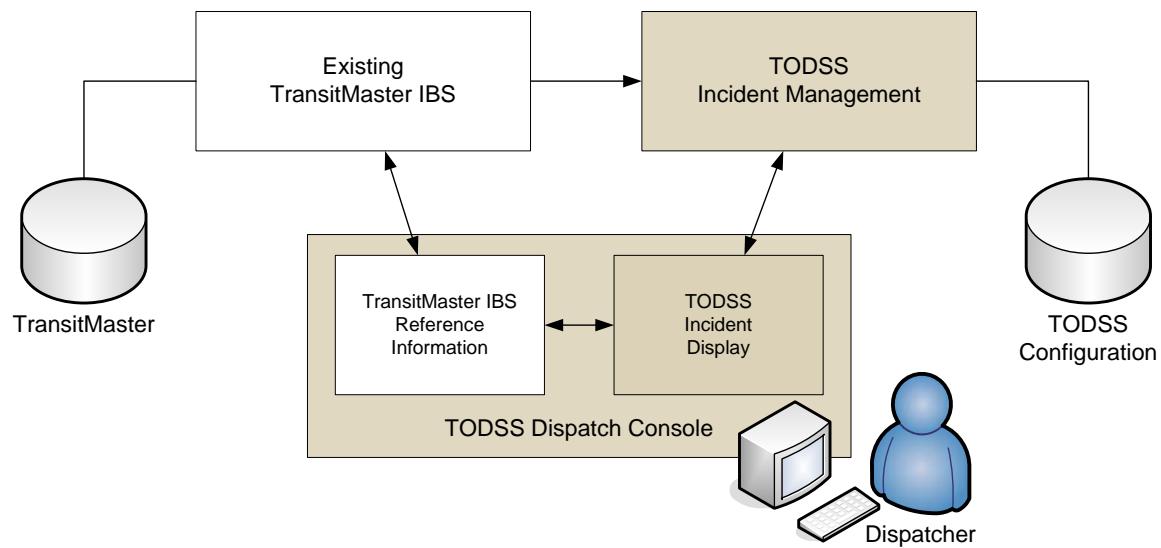 Existing
TransitMaster IBS
TODSS
Incident Management
TransitMaster
TransitMaster IBS
Reference
Information
TODSS
Incident
Display
TODSS
Configuration
TODSS Dispatch Console
Dispatcher